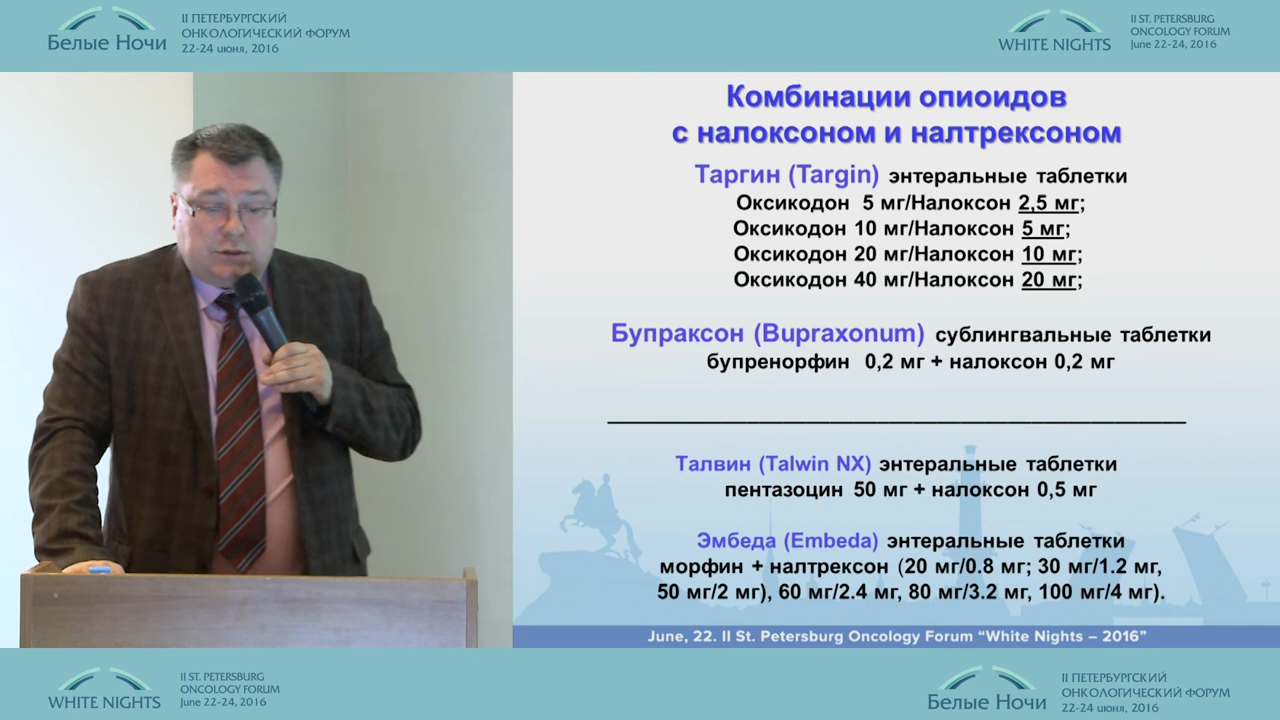 Белые Ночи
II ПЕТЕРБУРГСКИЙ
ОНКОЛОГИЧЕСКИЙ ФОРУМ
22-24 июня, 2016
WHITE NIGHTS
II ST. PETERSBURG
ONCOLOGY FORUM
June 22-24, 2016
Комбинации опиоидов
с налоксоном и налтрексоном
Таргин (Targin) энтеральные таблетки
Оксикодон 5 мг/Налоксон 2,5 мг;
Оксикодон 10 мг/Налоксон 5 мг;
Оксикодон 20 мг/Налоксон 10 мг;
Оксикодон 40 мг/Налоксон 20 мг;
Бупраксон (Bupraxonum) сублингвальные таблетки
бупренорфин 0,2 мг + налоксон 0,2 мг
Талвин (Talwin NX) энтеральные таблетки
пентазоцин 50 мг + налоксон 0,5 мг
Эмбеда (Embeda) энтеральные таблетки
морфин + налтрексон (20 мг/0.8 мг; 30 мг/1.2 мг,
50 мг/2 мг), 60 мг/2.4 мг, 80 мг/3.2 мг, 100 мг/4 мг).
June, 22. II St. Petersburg Oncology Forum “White Nights – 2016”
WHITE NIGHTS
II ST. PETERSBURG
ONCOLOGY FORUM
June 22-24, 2016
Белые Ночи
II ПЕТЕРБУРГСКИЙ
ОНКОЛОГИЧЕСКИЙ ФОРУМ
22-24 июня, 2016